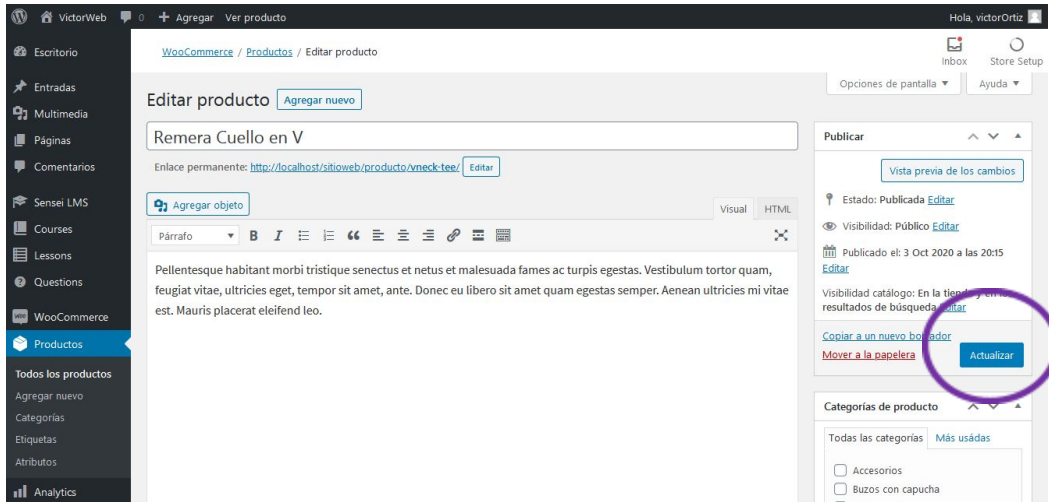 VictorWeb 0 + Agregar Ver producto Hola, victorOrtiz
Escritorio
Entradas
Multimedia
Páginas
Comentarios
Sensei LMS
Courses
Lessons
Questions
WooCommerce
Productos
Todos los productos
Agregar nuevo
Categorías
Etiquetas
Atributos
Analytics
WooCommerce / Productos / Editar producto
Inbox Store Setup
Opciones de pantalla Ayuda
Editar producto Agregar nuevo
Remera Cuello en V
Enlace permanente: http://localhost/sitioweb/producto/vneck-tee/ Editar
Agregar objeto
Visual HTML
Párrafo
Pellentesque habitant morbi tristique senectus et netus et malesuada fames ac turpis egestas. Vestibulum tortor quam,
feugiat vitae, ultricies eget, tempor sit amet, ante. Donec eu libero sit amet quam egestas semper. Aenean ultricies mi vitae
est. Mauris placerat eleifend leo.
Publicar
Vista previa de los cambios
Estado: Publicada Editar
Visibilidad: Público Editar
Publicado el: 3 Oct 2020 a las 20:15
Editar
Visibilidad catálogo: En la tienda y en los
resultados de búsqueda Editar
Copiar a un nuevo borrador
Mover a la papelera Actualizar
Categorías de producto
Todas las categorías Más usádas
Accesorios
Buzos con capucha